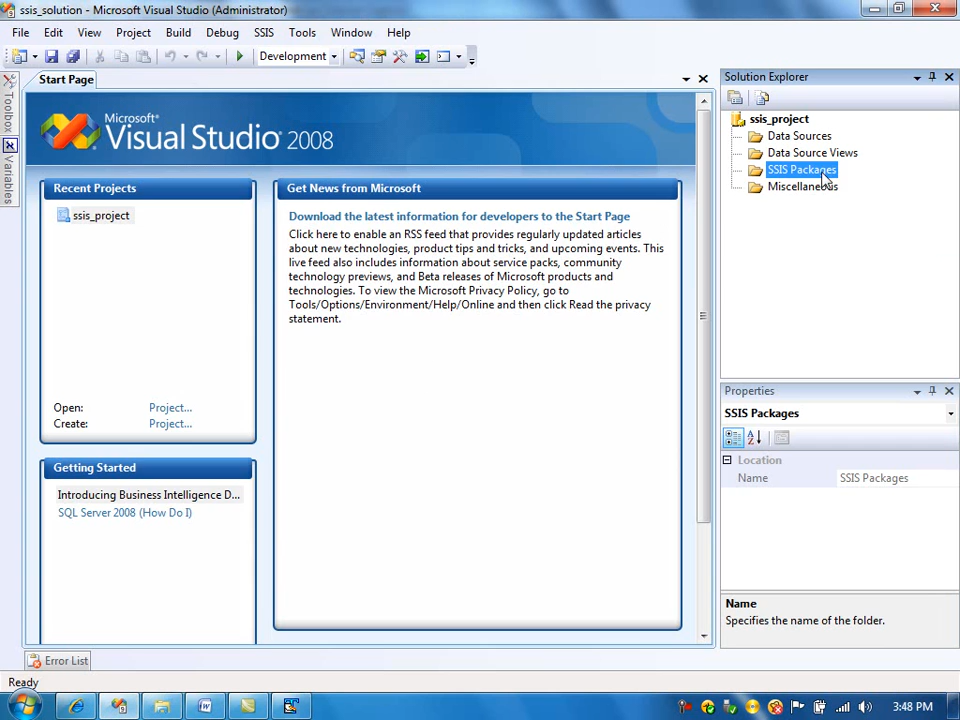 ssis_solution - Microsoft Visual Studio (Administrator)
File Edit View Project Build Debug SSIS Tools Window Help
Development
Toolbox
Variables
Start Page
Microsoft®
Visual Studio 2008
Recent Projects
ssis_project
Open: Project...
Create: Project...
Getting Started
Introducing Business Intelligence D...
SQL Server 2008 (How Do I)
Get News from Microsoft
Download the latest information for developers to the Start Page
Click here to enable an RSS feed that provides regularly updated articles
about new technologies, product tips and tricks, and upcoming events. This
live feed also includes information about service packs, community
technology previews, and Beta releases of Microsoft products and
technologies. To view the Microsoft Privacy Policy, go to
Tools/Options/Environment/Help/Online and then click Read the privacy
statement.
Solution Explorer
ssis_project
Data Sources
Data Source Views
SSIS Packages
Miscellaneous
Properties
SSIS Packages
Location
Name SSIS Packages
Name
Specifies the name of the folder.
Error List
Ready
3:48 PM